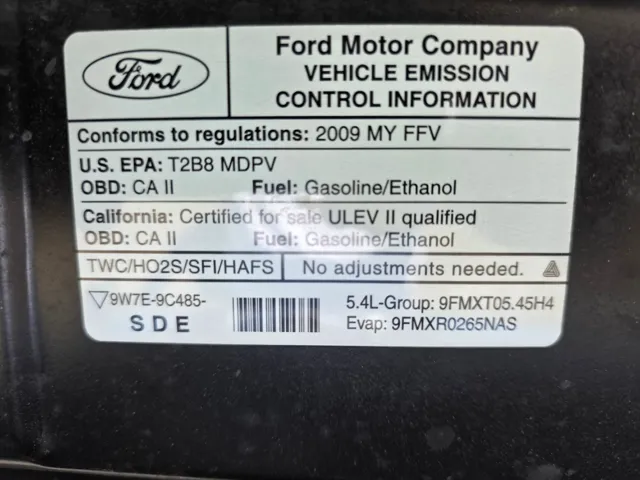 Ford
Ford Motor Company
VEHICLE EMISSION
CONTROL INFORMATION
Conforms to regulations: 2009 MY FFV
U.S. EPA: T2B8 MDPV
OBD: CA II Fuel: Gasoline/Ethanol
California: Certified for sale ULEV II qualified
OBD: CA II Fuel: Gasoline/Ethanol
TWC/HO2S/SFI/HAFS No adjustments needed.
9W7E-9C485- 5.4L-Group: 9FMXT05.45H4
SDE Evap: 9FMXR0265NAS